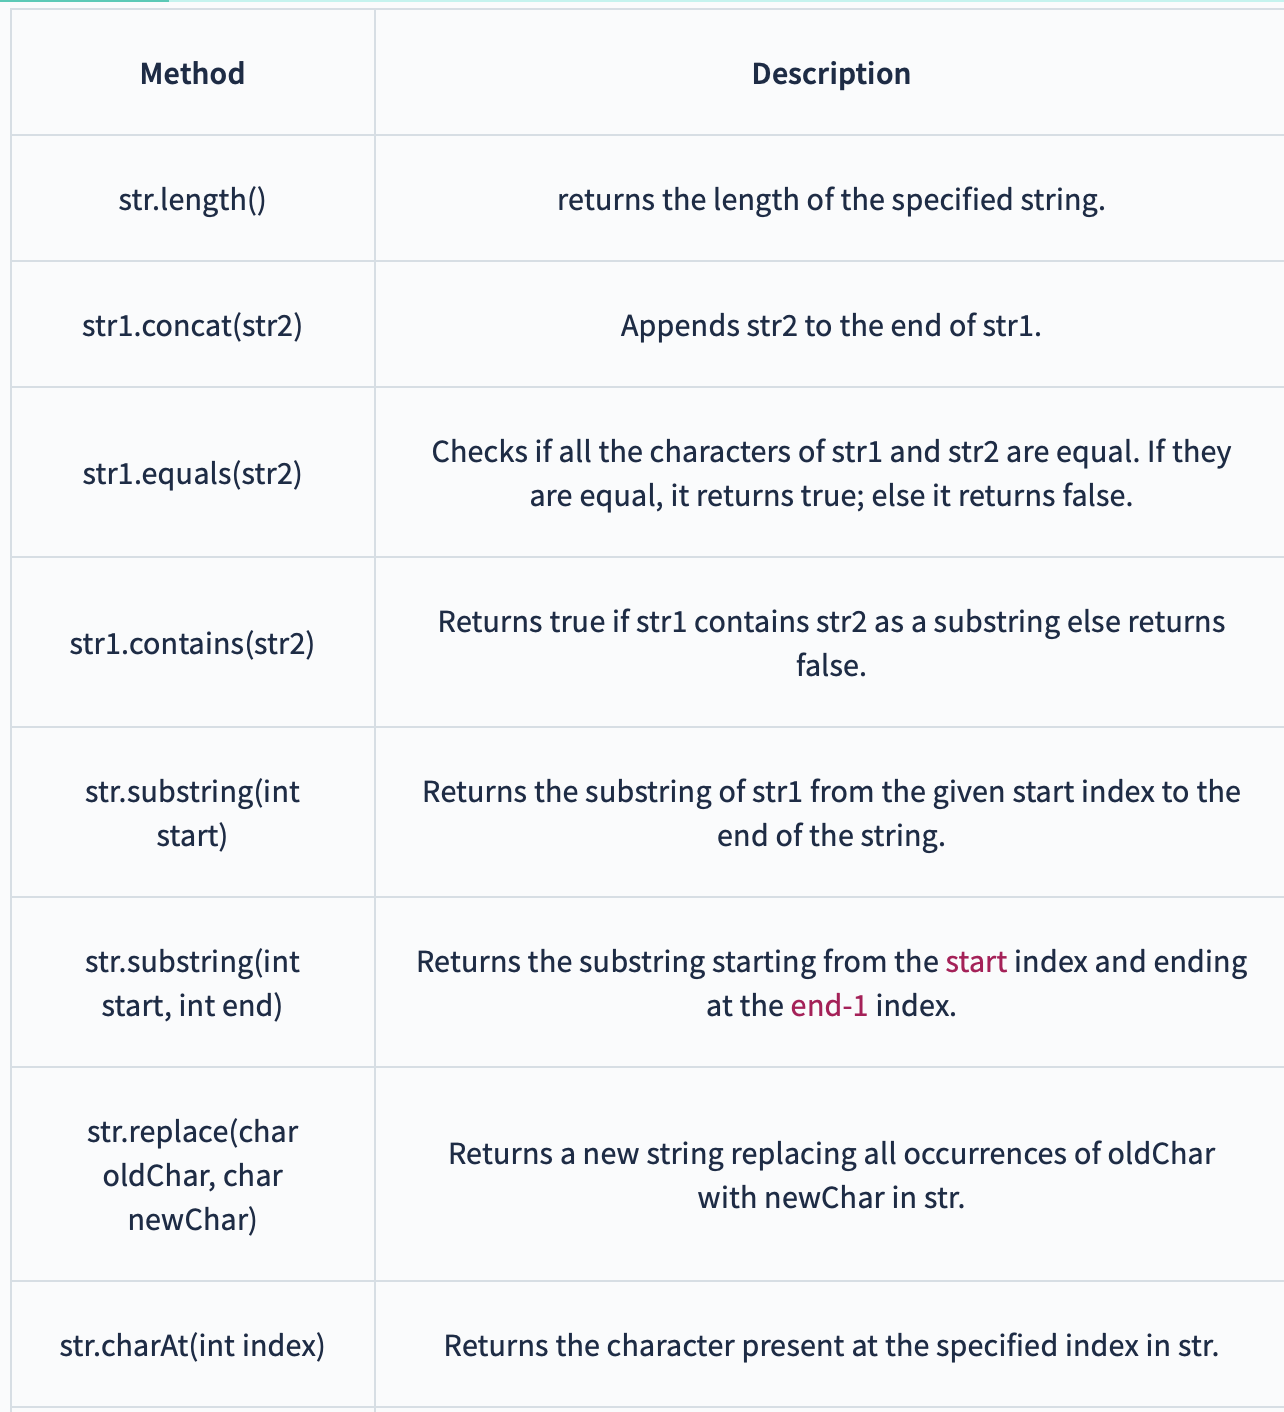 Method
Description
str.length()
returns the length of the specified string.
str1.concat(str2)
Appends str2 to the end of str1.
str1.equals(str2)
Checks if all the characters of str1 and str2 are equal. If they
are equal, it returns true; else it returns false.
str1.contains(str2)
Returns true if str1 contains str2 as a substring else returns
false.
str.substring(int
start)
Returns the substring of str1 from the given start index to the
end of the string.
str.substring(int
start, int end)
Returns the substring starting from the start index and ending
at the end-1 index.
str.replace(char
oldChar, char
newChar)
Returns a new string replacing all occurrences of oldChar
with newChar in str.
str.charAt(int index)
Returns the character present at the specified index in str.